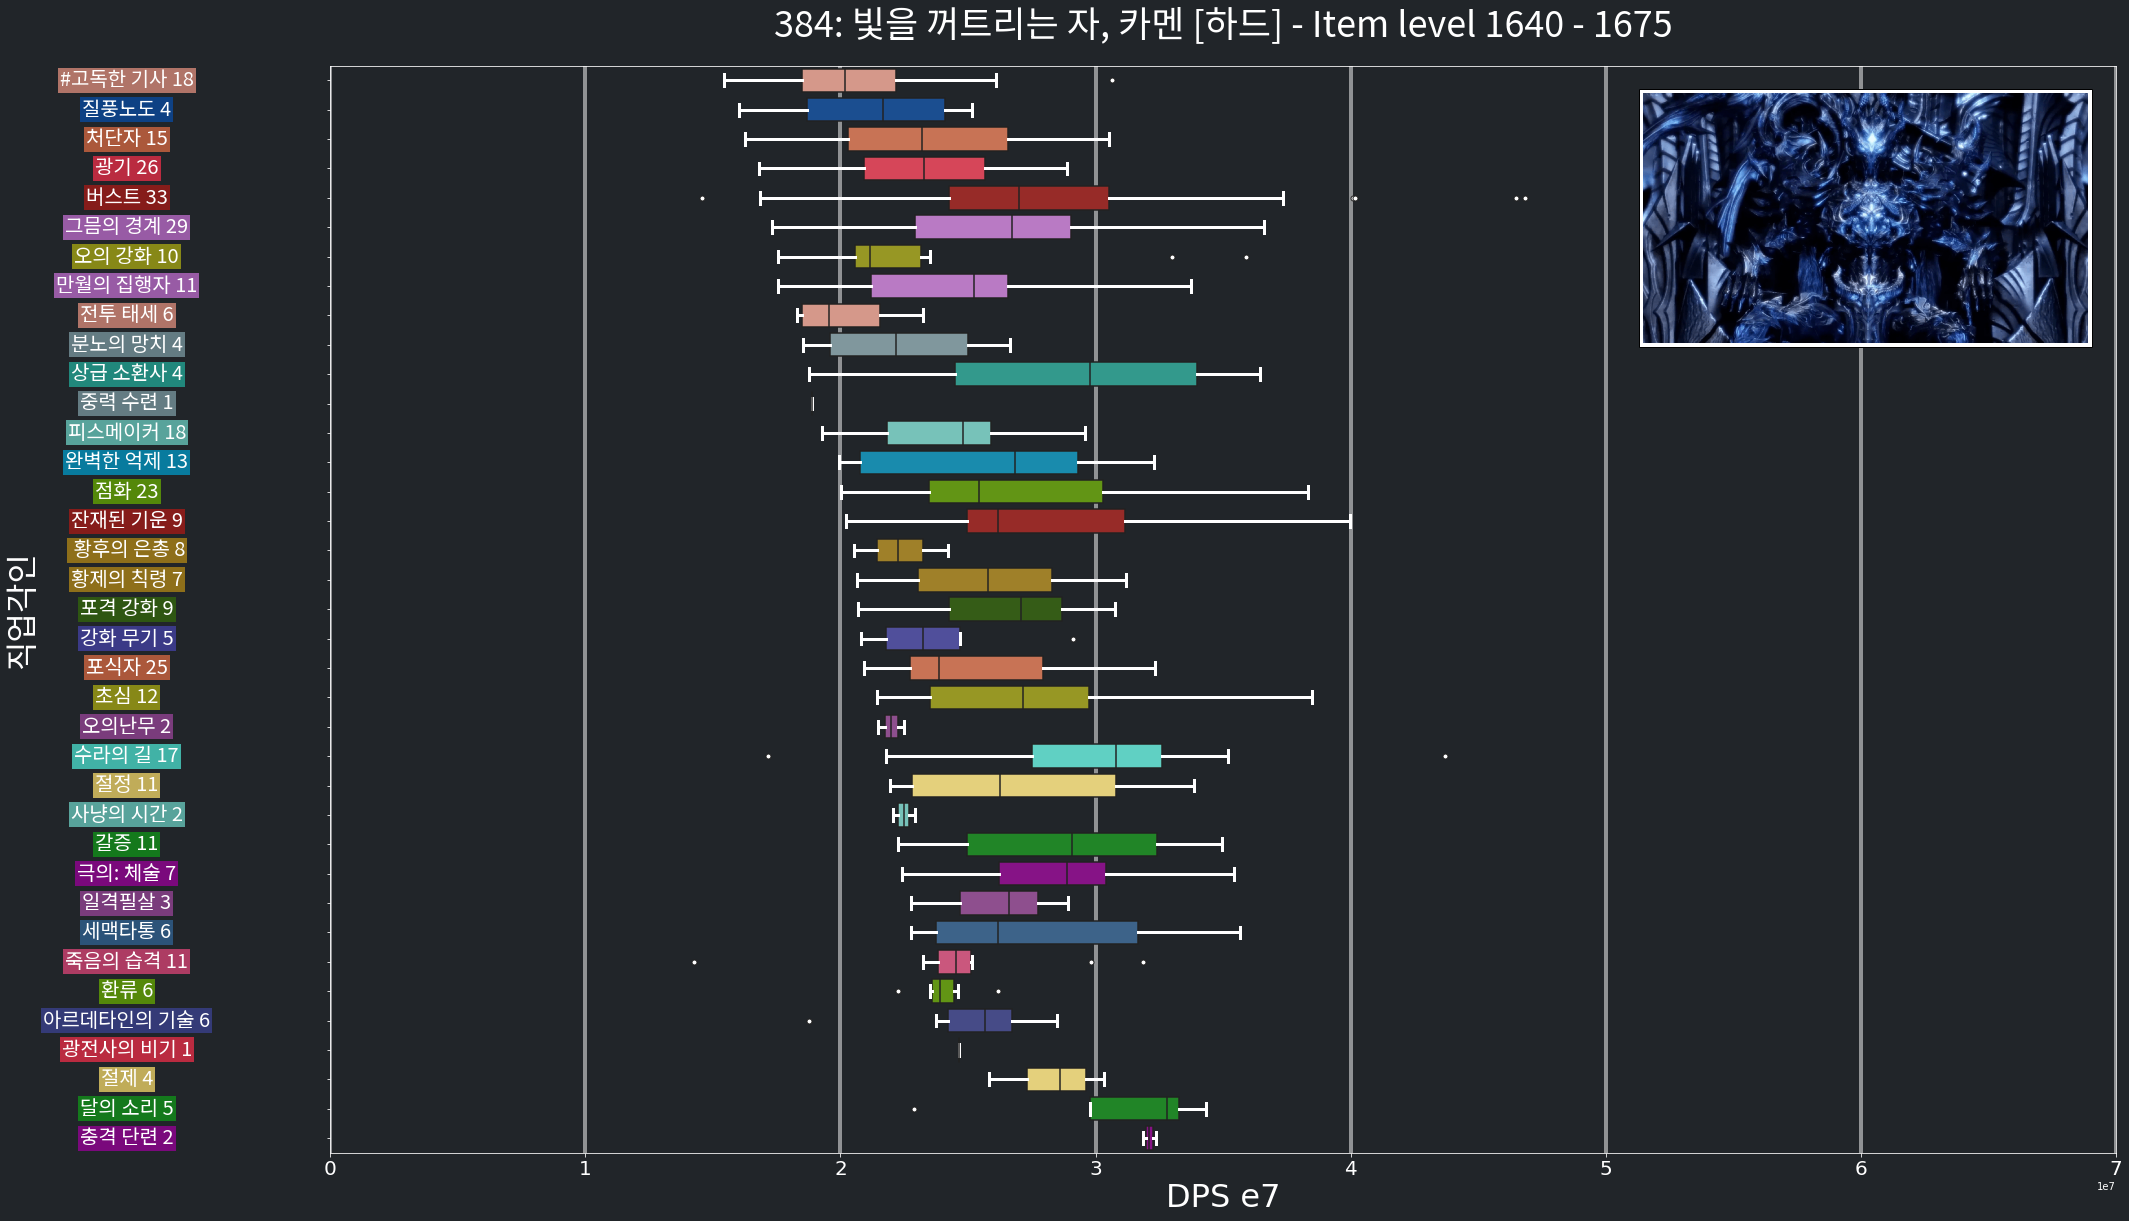 384: 빛을 꺼트리는 자, 카멘 [하드] - Item level 1640 - 1675
#고독한 기사 18
질풍노도 4
처단자 15
광기 26
버스트 33
그믐의 경계 29
오의 강화 10
만월의 집행자 11
전투 태세 6
분노의 망치 4
상급 소환사 4
중력 수련 1
피스메이커 18
완벽한 억제 13
점화 23
잔재된 기운 9
황후의 은총 8
황제의 칙령 7
포격 강화 9
강화 무기 5
포식자 25
초심 12
오의난무 2
수라의 길 17
절정 11
사냥의 시간 2
갈증 11
극의: 체술 7
일격필살 3
세맥타통 6
죽음의 습격 11
환류 6
아르데타인의 기술 6
광전사의 비기 1
절제 4
달의 소리 5
충격 단련 2
직업각인
0 1 2 3 4 5 6 7
1e7
DPS e7